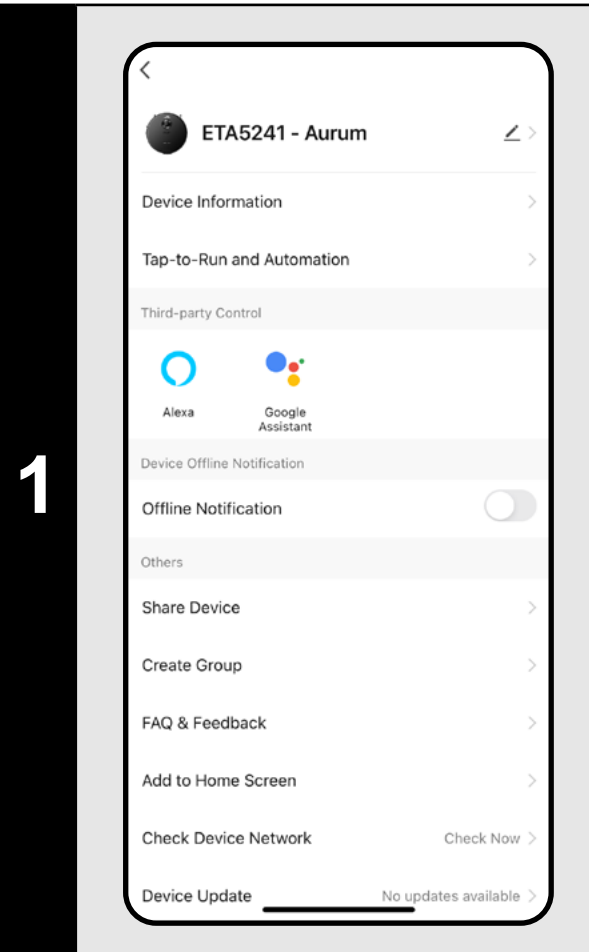 ETA5241 - Aurum
Device Information
Tap-to-Run and Automation
Third-party Control
Alexa
Google
Assistant
Device Offline Notification
Offline Notification
Others
1
Share Device
Create Group
FAQ & Feedback
Add to Home Screen
Check Device Network Check Now
Device Update No updates available